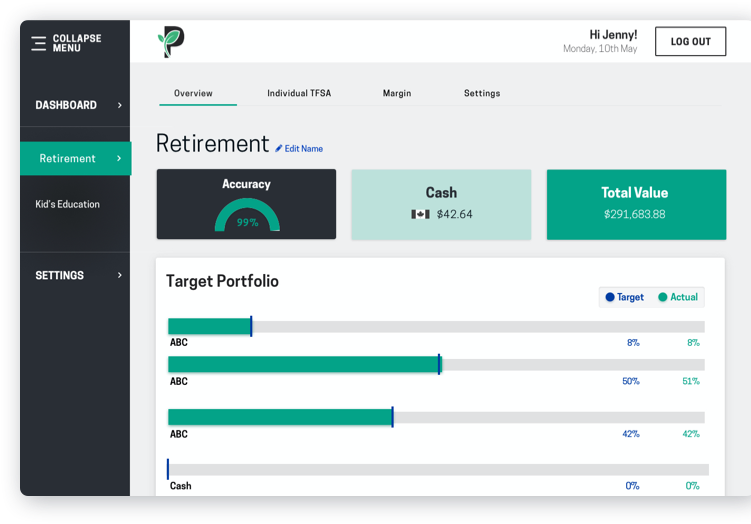 COLLAPSE
MENU
Hi Jenny!
Monday, 10th May
LOG OUT
DASHBOARD
Retirement
Kid's Education
SETTINGS
Overview Individual TFSA Margin Settings
Retirement Edit Name
Accuracy
99%
Cash
$42.64
Total Value
$291,683.88
Target Portfolio
Target Actual
ABC 8% 8%
ABC 50% 51%
ABC 42% 42%
Cash 0% 0%